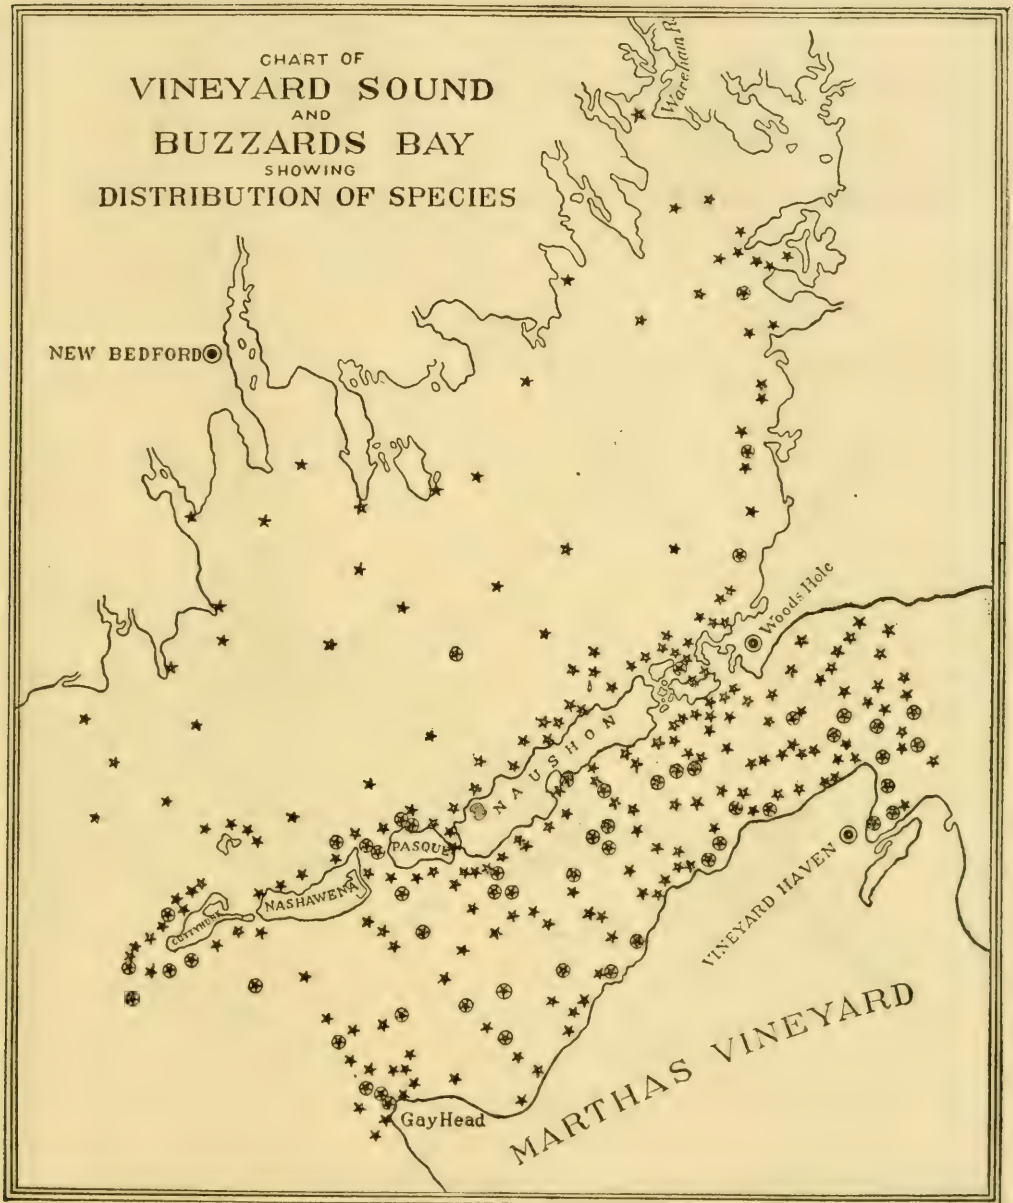 CHART OF
VINEYARD SOUND
AND
BUZZARDS BAY
SHOWING
DISTRIBUTION OF SPECIES
Wareham R.
NEW BEDFORD
Woods Hole
NAUSHON
PASQUE
NASHAWENA
CUTTYHUNK
VINEYARD HAVEN
MARTHAS VINEYARD
Gay Head